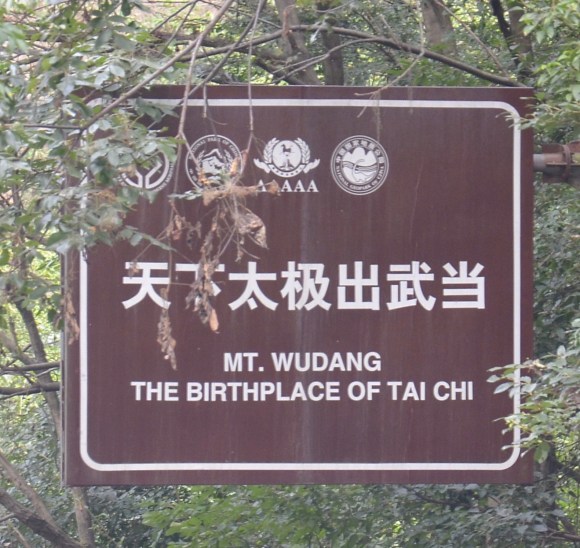 AAAAA
天下太极出武当
MT. WUDANG
THE BIRTHPLACE OF TAI CHI